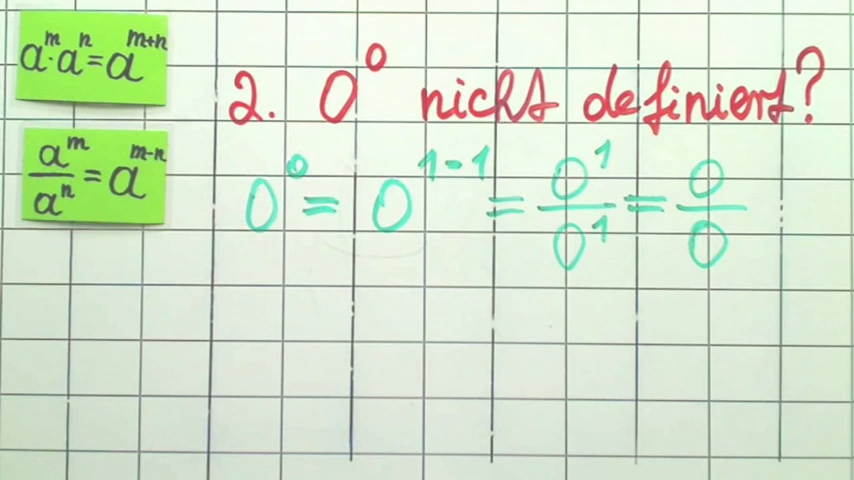 a^m · a^n = a^{m+n}
a^m / a^n = a^{m-n}
2. 0^0 nicht definiert?
0^0 = 0^{1-1} = 0^1 / 0^1 = 0 / 0